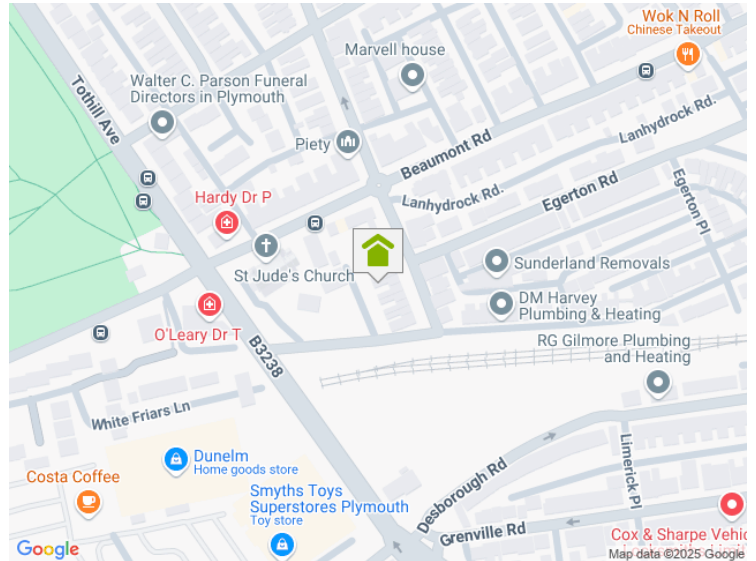 Wok N Roll
Chinese Takeout
Marvell house
Tothill Ave
Walter C. Parson Funeral
Directors in Plymouth
Lanhydrock Rd.
Piety
Beaumont Rd
Hardy Dr P
Lanhydrock Rd.
Egerton Rd
Egerton Pl
St Jude's Church
Sunderland Removals
O'Leary Dr T
DM Harvey
Plumbing & Heating
B3238
RG Gilmore Plumbing
and Heating
White Friars Ln
Dunelm
Home goods store
Desborough Rd
Limerick Pl
Costa Coffee
Smyths Toys
Superstores Plymouth
Toy store
Grenville Rd
Cox & Sharpe Vehic
Google
Map data ©2025 Google